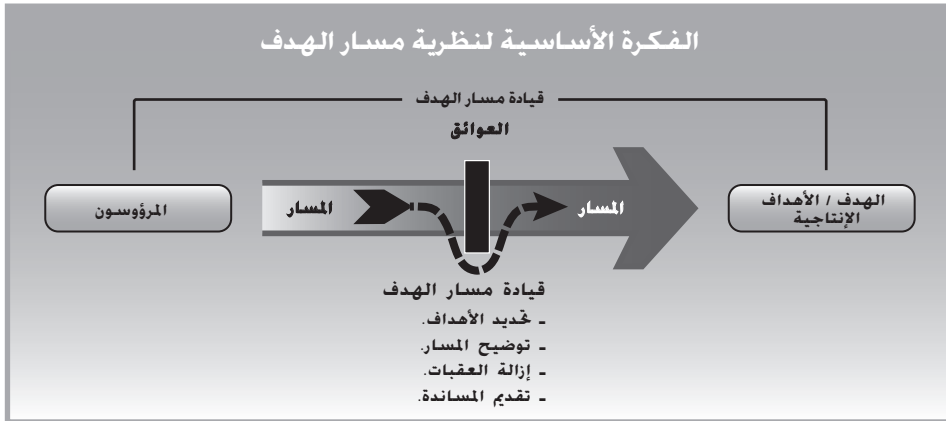 الفكرة الأساسية لنظرية مسار الهدف
قيادة مسار الهدف
العوائق
المرؤوسون
المسار
المسار
الهدف / الأهداف
الإنتاجية
قيادة مسار الهدف
- تحديد الأهداف.
- توضيح المسار.
- إزالة العقبات.
- تقديم المساندة.